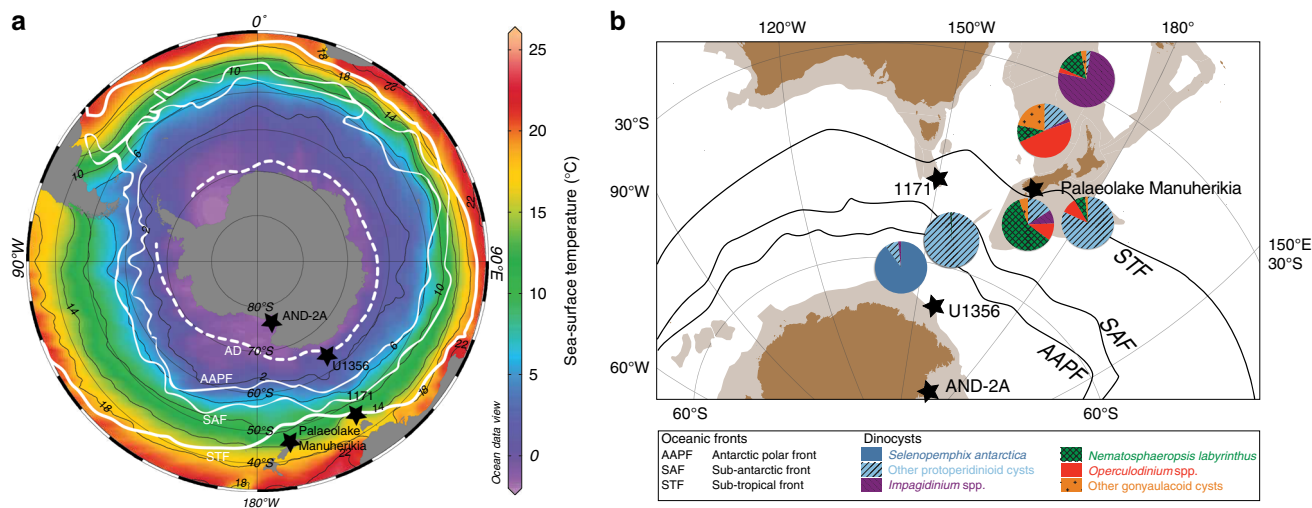 a
0°
90°W
90°E
180°W
80°S
70°S
60°S
50°S
40°S
AND-2A
AD
U1356
AAPF
1171
SAF
Palaeolake
Manuherikia
STF
10
16
18
22
14
14
10
6
2
2
6
10
14
22
18
14
18
22
22
18
18
Ocean data view
25
20
15
10
5
0
Sea-surface temperature (°C)
b
120°W
150°W
180°
30°S
90°W
60°W
60°S
60°S
150°E
30°S
1171
Palaeolake Manuherikia
STF
SAF
AAPF
U1356
AND-2A
Oceanic fronts
AAPF Antarctic polar front
SAF Sub-antarctic front
STF Sub-tropical front
Dinocysts
Selenopemphix antarctica
Other protoperidinioid cysts
Impagidinium spp.
Nematosphaeropsis labyrinthus
Operculodinium spp.
Other gonyaulacoid cysts